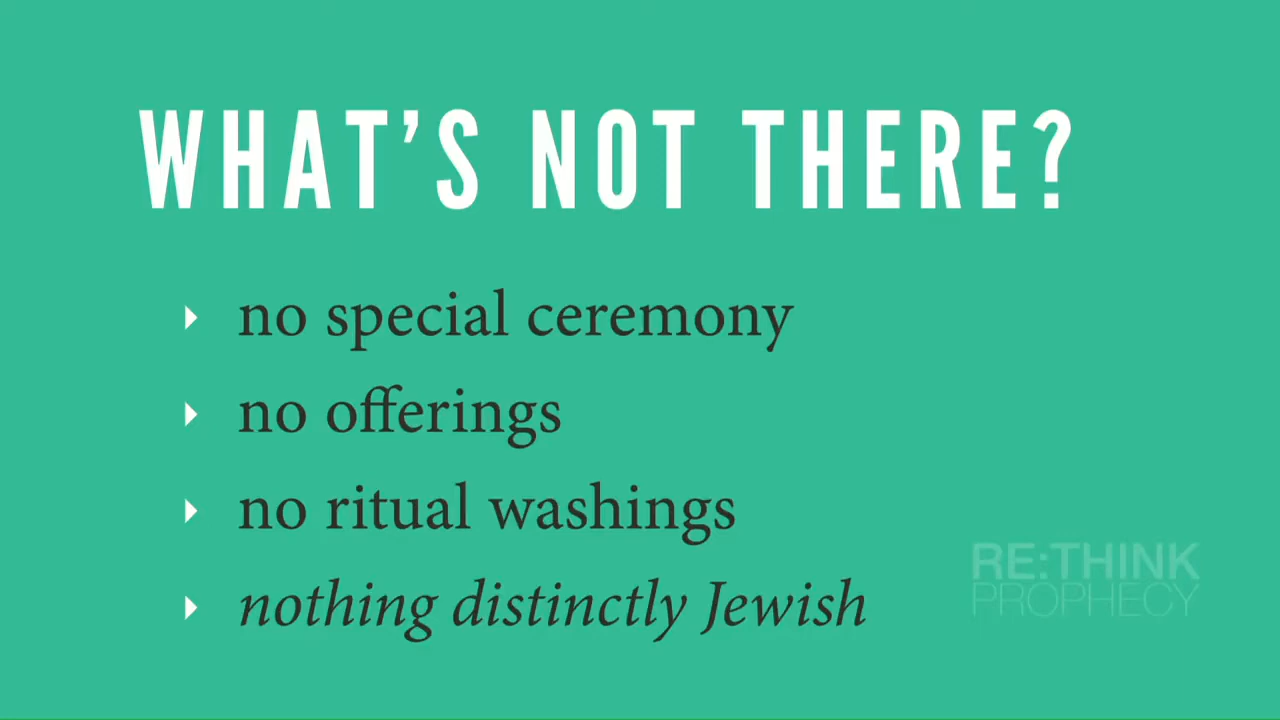 WHAT'S NOT THERE?
no special ceremony
no offerings
no ritual washings
nothing distinctly Jewish
RE:THINK
PROPHECY